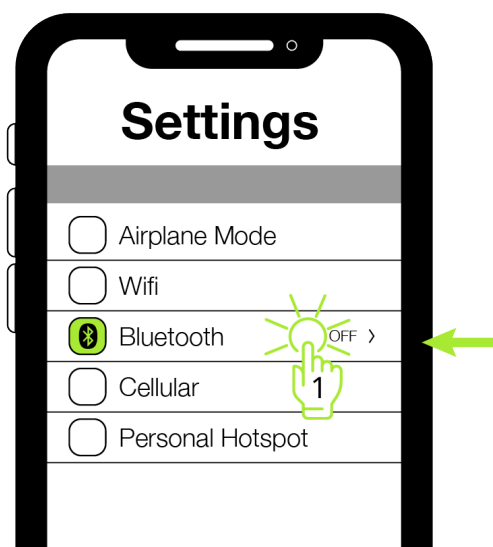 Settings
Airplane Mode
Wifi
Bluetooth OFF >
Cellular
1
Personal Hotspot